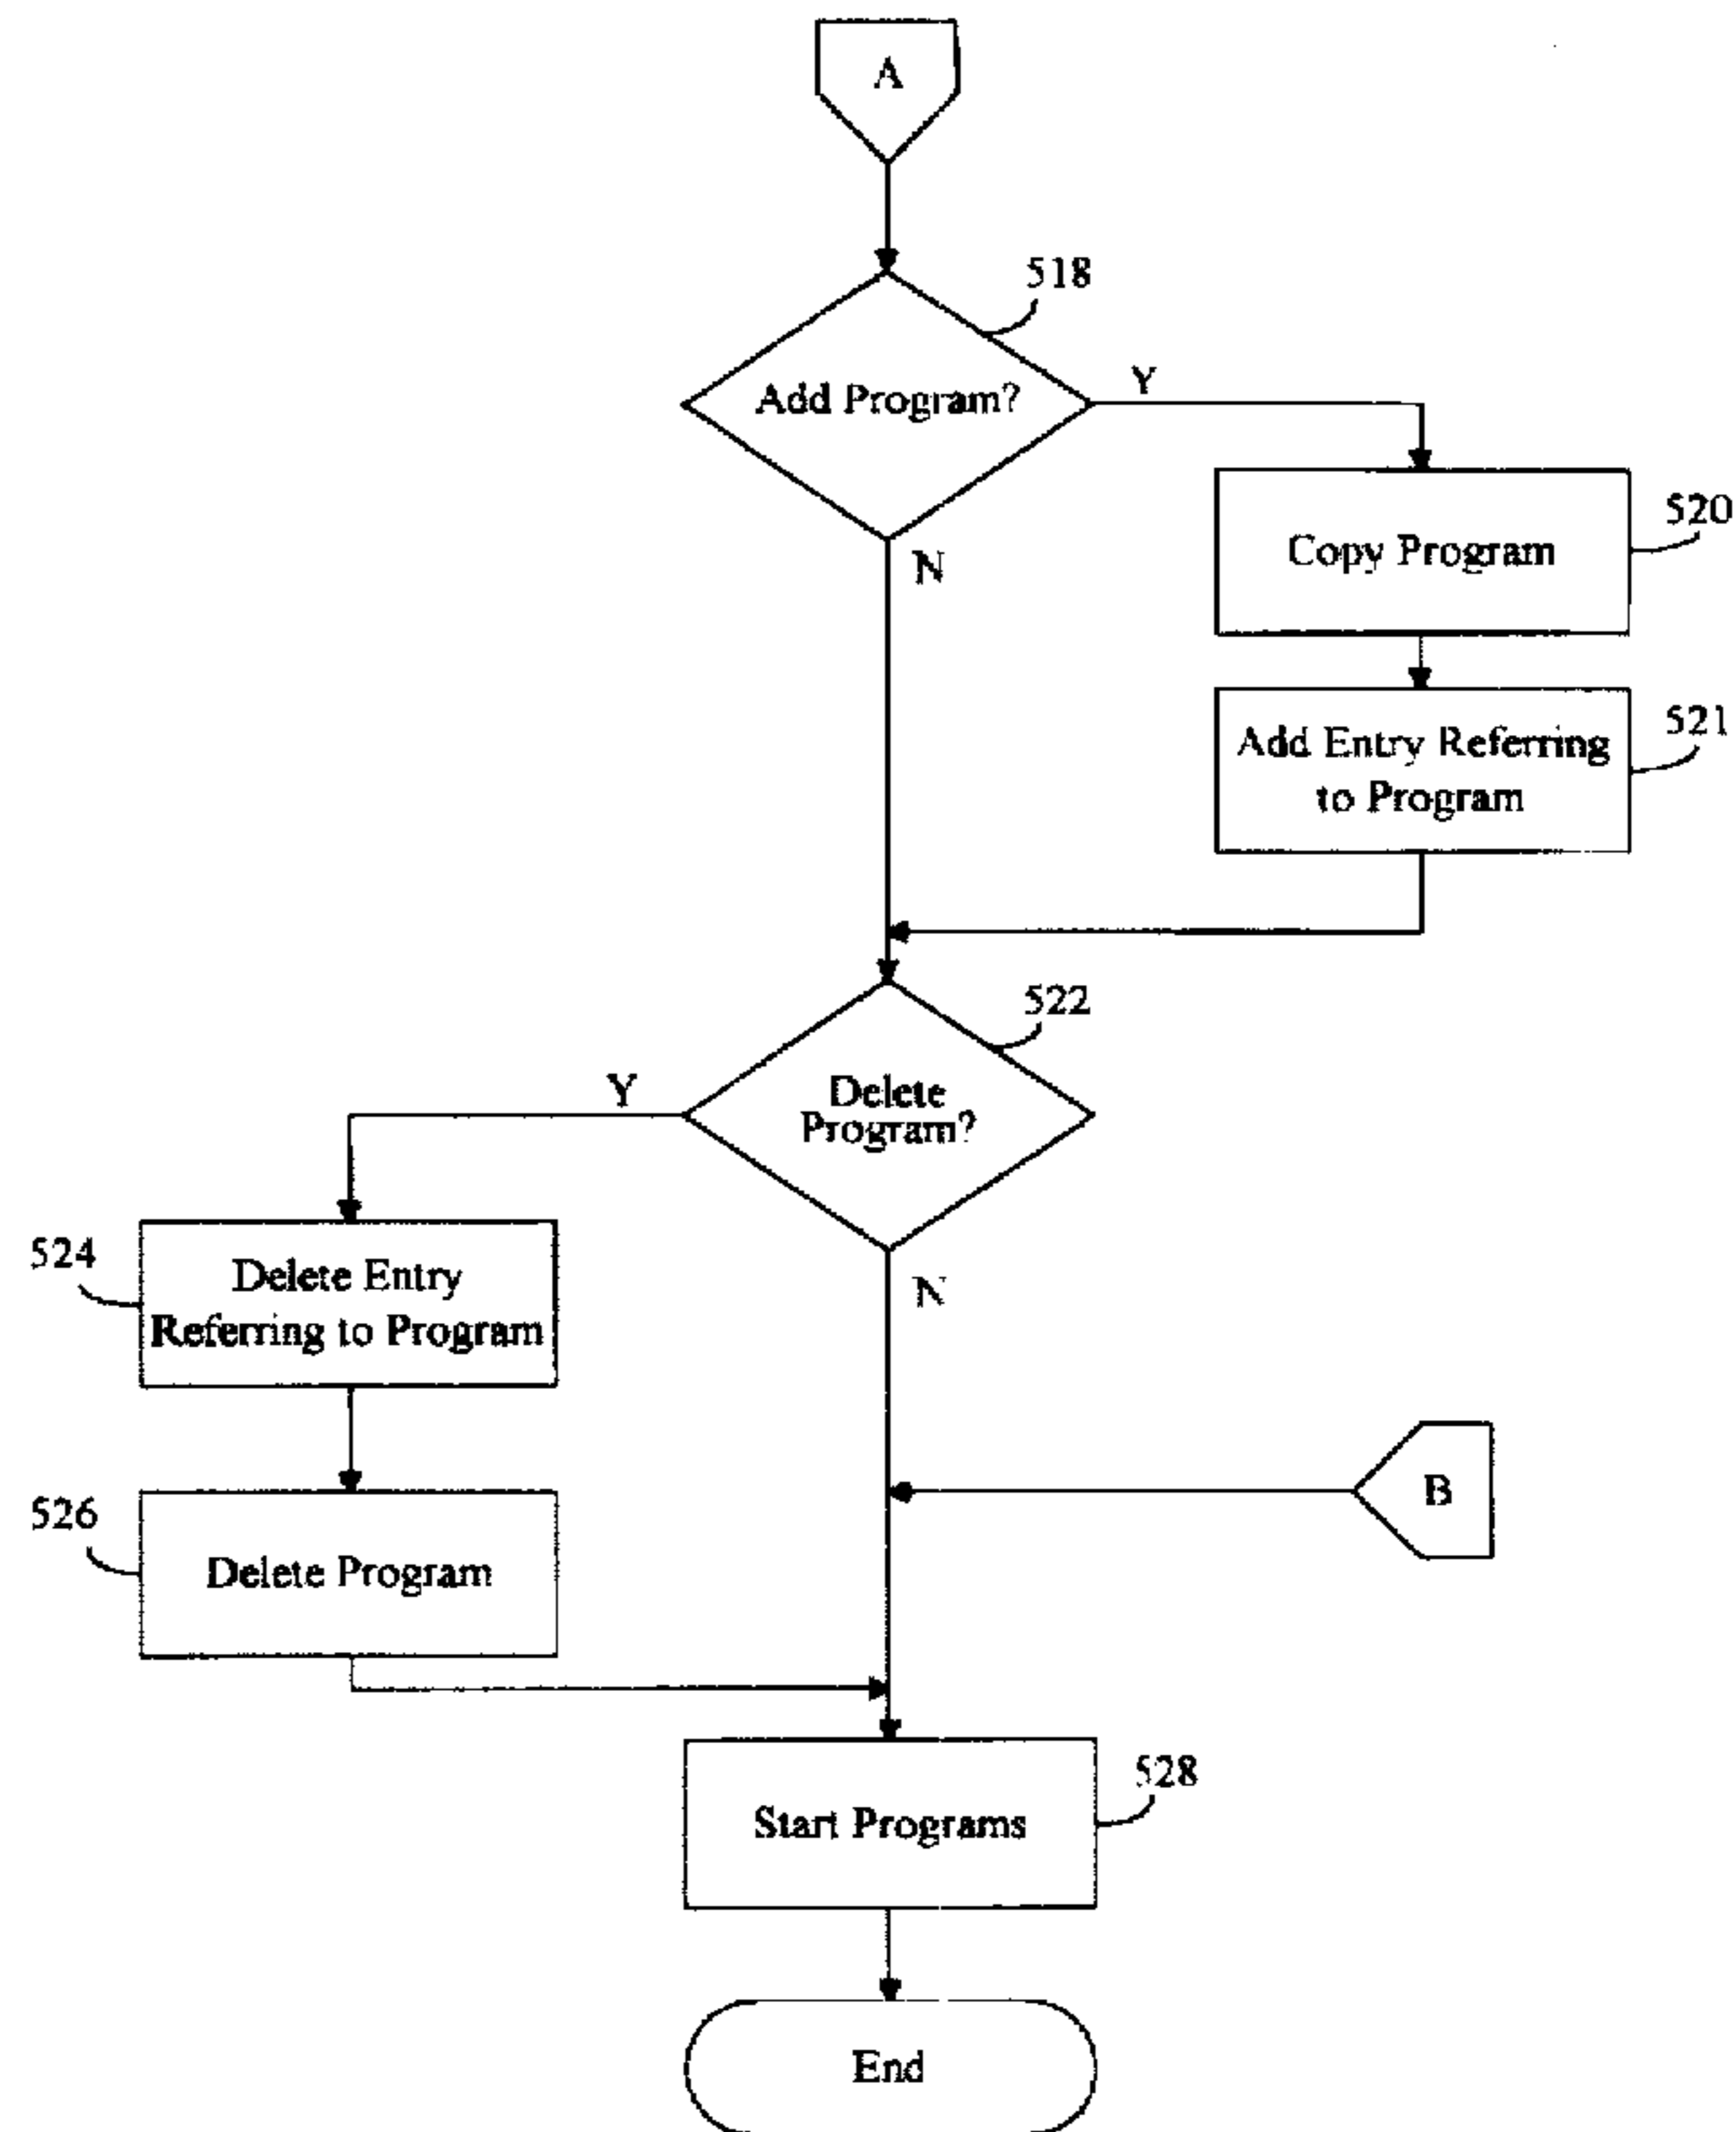 A
518
Add Program?
Y
N
520
Copy Program
521
Add Entry Referring
to Program
522
Delete
Program?
Y
N
524
Delete Entry
Referring to Program
B
526
Delete Program
528
Start Programs
End